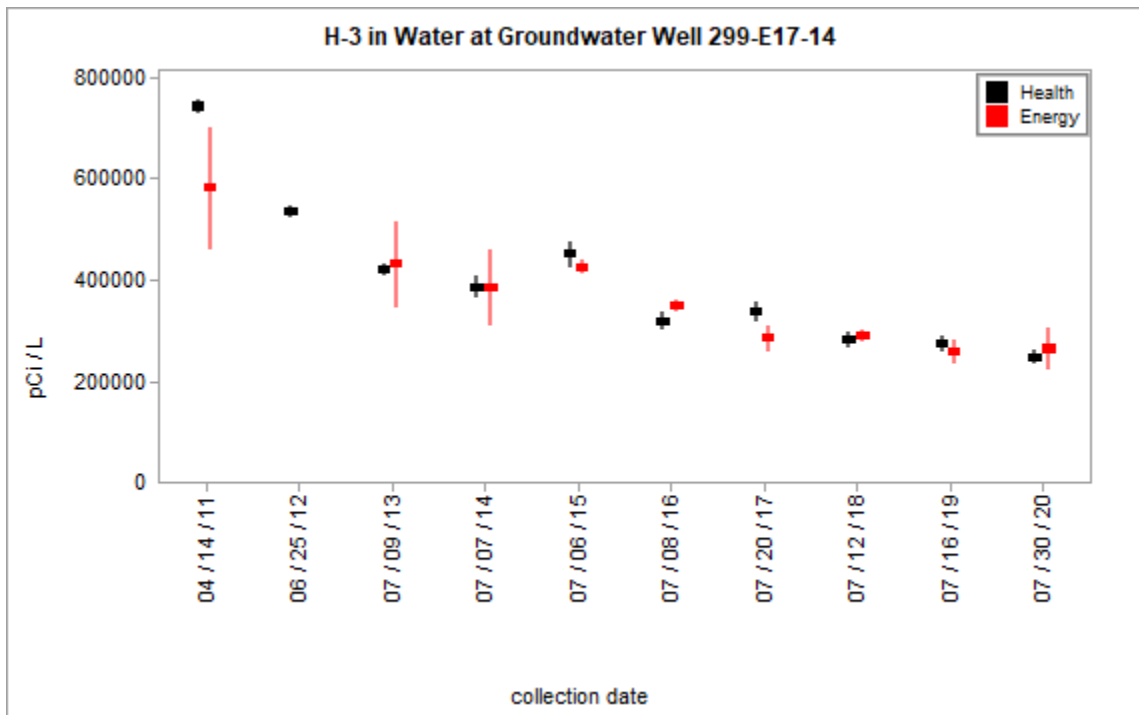 H-3 in Water at Groundwater Well 299-E17-14
Health
Energy
800000
600000
400000
200000
0
pCi / L
04 / 14 / 11
06 / 25 / 12
07 / 09 / 13
07 / 07 / 14
07 / 06 / 15
07 / 08 / 16
07 / 20 / 17
07 / 12 / 18
07 / 16 / 19
07 / 30 / 20
collection date